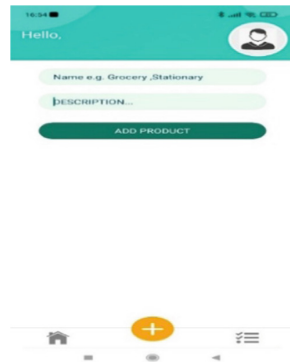 16:54
Hello,
Name e.g. Grocery ,Stationary
DESCRIPTION...
ADD PRODUCT